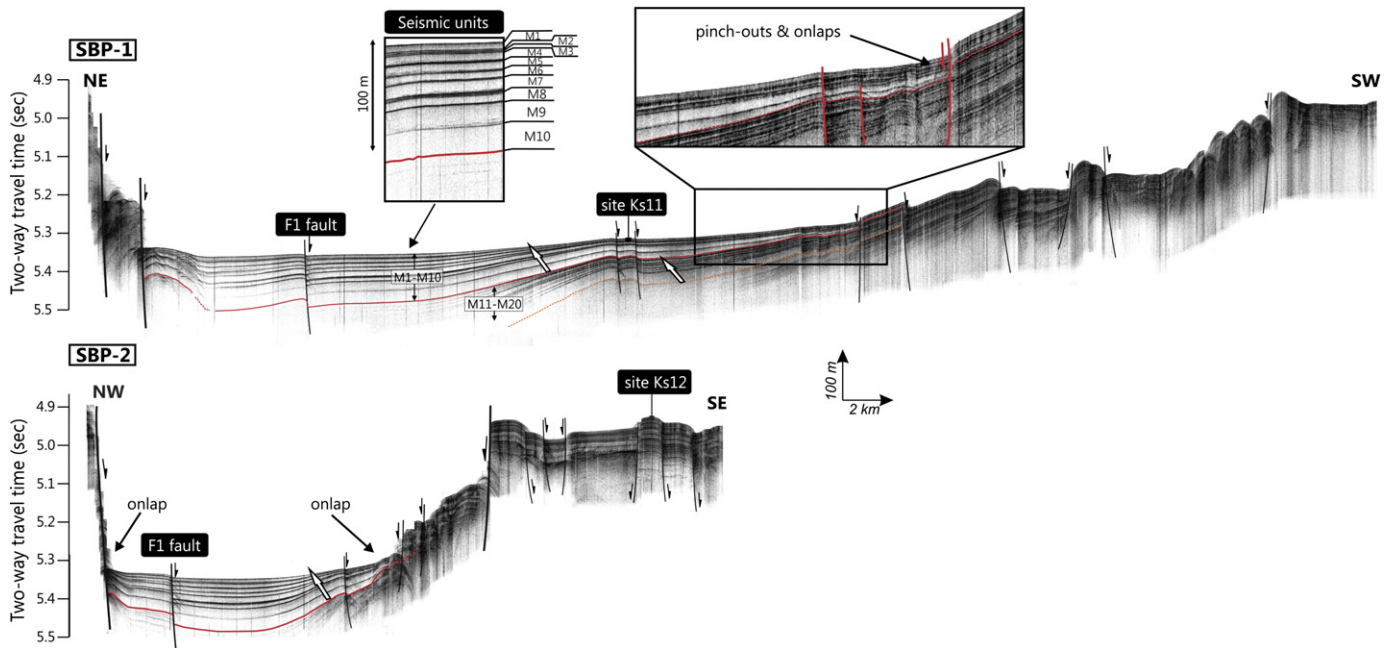 SBP-1
NE
SW
Seismic units
M1
M2
M3
M4
M5
M6
M7
M8
M9
M10
100 m
pinch-outs & onlaps
Two-way travel time (sec)
4.9
5.0
5.1
5.2
5.3
5.4
5.5
F1 fault
site Ks11
M1-M10
M11-M20
SBP-2
NW
SE
site Ks12
100 m
2 km
Two-way travel time (sec)
4.9
5.0
5.1
5.2
5.3
5.4
5.5
onlap
onlap
F1 fault